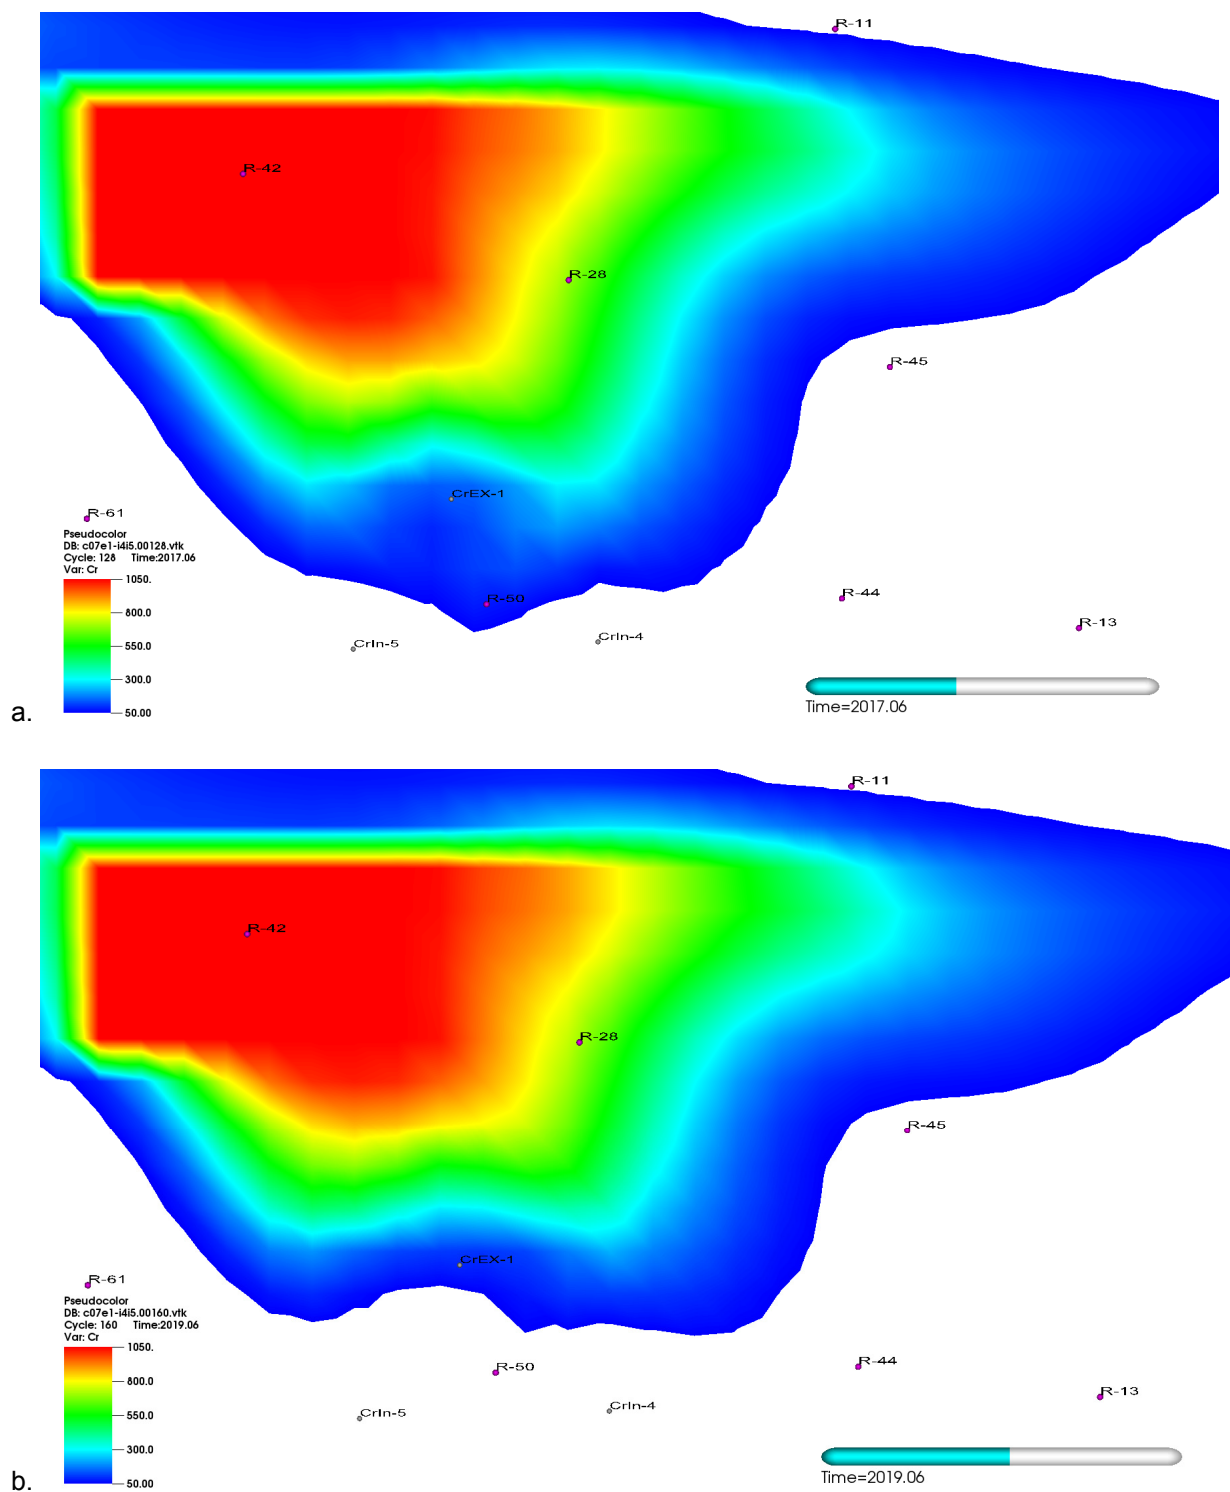 R-11
R-42
R-28
R-45
CrEX-1
R-61
Pseudocolor
DB: c07e1-i4i5.00128.vtk
Cycle: 128 Time:2017.06
Var: Cr
1050.
800.0
550.0
300.0
50.00
R-50
R-44
R-13
CrIn-5
CrIn-4
Time=2017.06
a.
R-11
R-42
R-28
R-45
CrEX-1
R-61
Pseudocolor
DB: c07e1-i4i5.00160.vtk
Cycle: 160 Time:2019.06
Var: Cr
1050.
800.0
550.0
300.0
50.00
R-50
R-44
R-13
CrIn-5
CrIn-4
Time=2019.06
b.